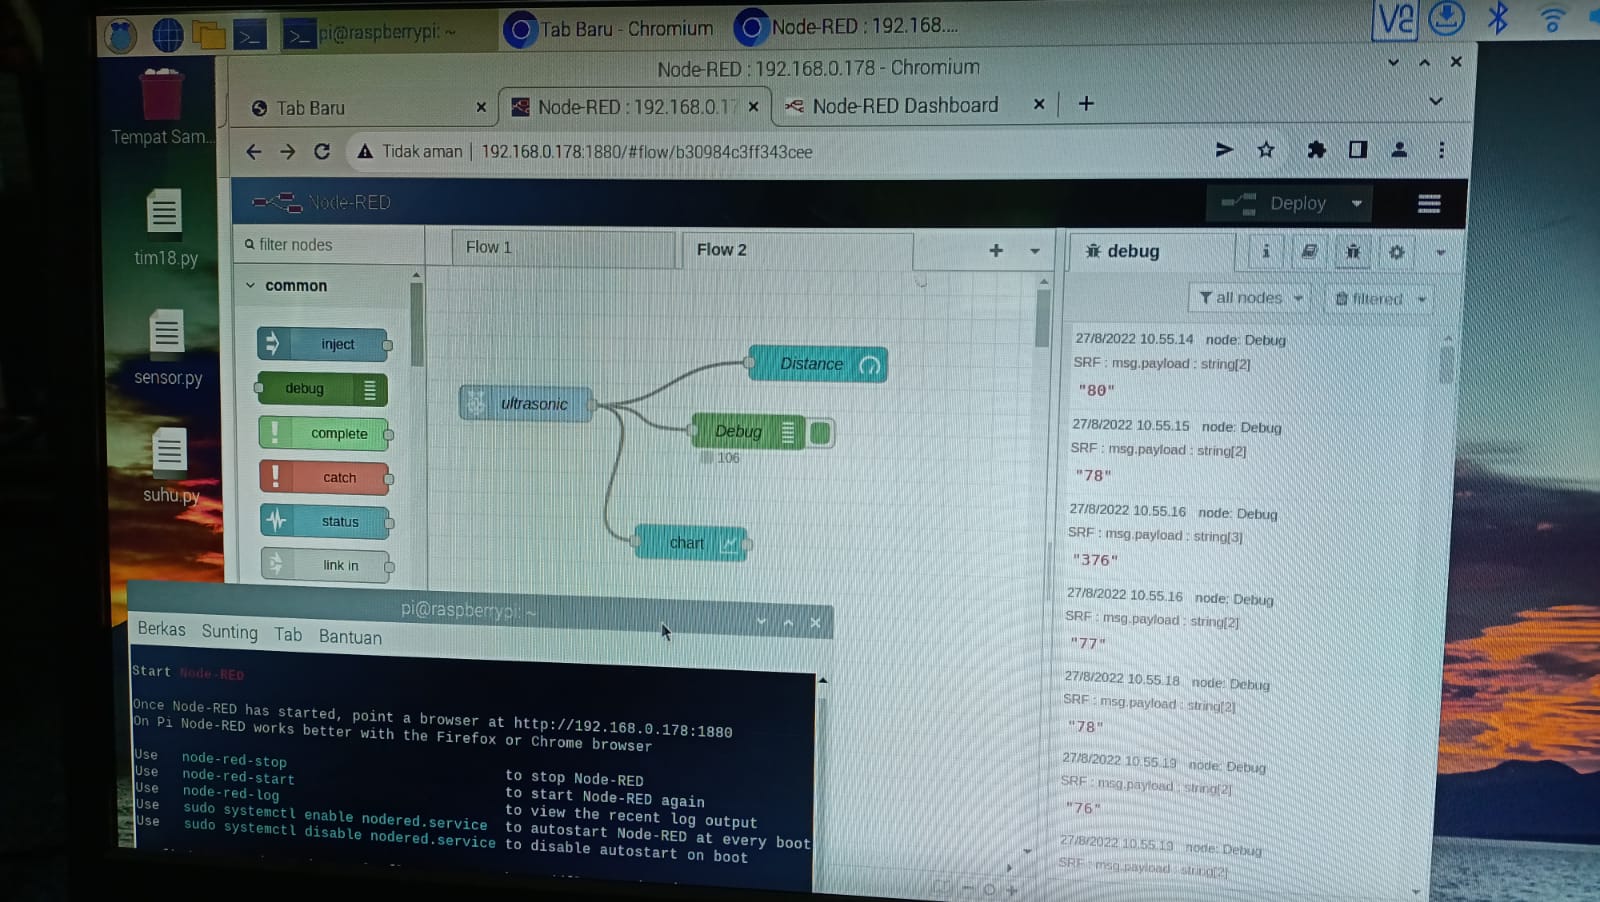 pi@raspberrypi: ~
Tab Baru - Chromium
Node-RED : 192.168....
Node-RED : 192.168.0.178 - Chromium
Tab Baru
Node-RED : 192.168.0.17
Node-RED Dashboard
Tidak aman
192.168.0.178:1880/#flow/b30984c3ff343cee
Tempat Sam...
tim18.py
sensor.py
suhu.py
Node-RED
Deploy
filter nodes
common
inject
debug
complete
catch
status
link in
Flow 1
Flow 2
ultrasonic
Distance
Debug
106
chart
debug
all nodes
filtered
27/8/2022 10.55.14 node: Debug
SRF : msg.payload : string[2]
"80"
27/8/2022 10.55.15 node: Debug
SRF : msg.payload : string[2]
"78"
27/8/2022 10.55.16 node: Debug
SRF : msg.payload : string[3]
"376"
27/8/2022 10.55.16 node: Debug
SRF : msg.payload : string[2]
"77"
27/8/2022 10.55.18 node: Debug
SRF : msg.payload : string[2]
"78"
27/8/2022 10.55.19 node: Debug
SRF : msg.payload : string[2]
"76"
27/8/2022 10.55.19 node: Debug
SRF : msg.payload : string[2]
pi@raspberrypi: ~
Berkas Sunting Tab Bantuan
Start Node-RED
Once Node-RED has started, point a browser at http://192.168.0.178:1880
On Pi Node-RED works better with the Firefox or Chrome browser
Use node-red-stop to stop Node-RED
Use node-red-start to start Node-RED again
Use node-red-log to view the recent log output
Use sudo systemctl enable nodered.service to autostart Node-RED at every boot
Use sudo systemctl disable nodered.service to disable autostart on boot